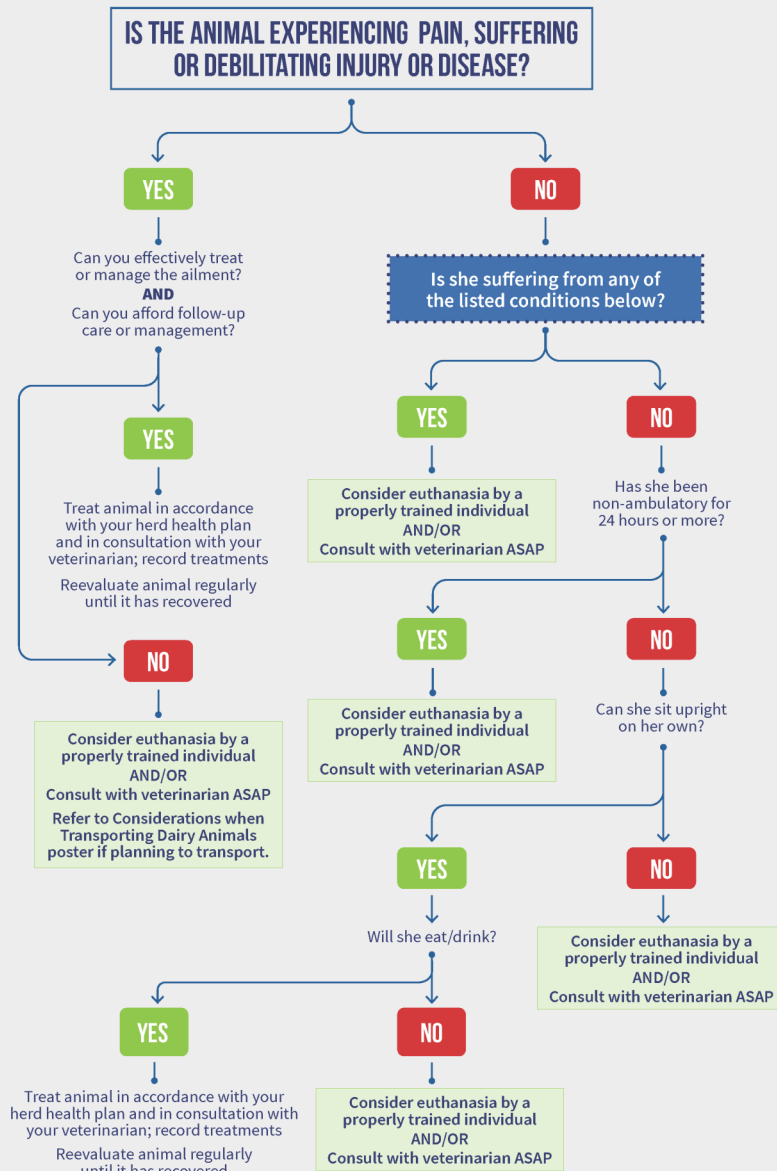 IS THE ANIMAL EXPERIENCING PAIN, SUFFERING
OR DEBILITATING INJURY OR DISEASE?
YES
NO
Can you effectively treat
or manage the ailment?
AND
Can you afford follow-up
care or management?
Is she suffering from any of
the listed conditions below?
YES
Treat animal in accordance
with your herd health plan
and in consultation with your
veterinarian; record treatments
Reevaluate animal regularly
until it has recovered
NO
Consider euthanasia by a
properly trained individual
AND/OR
Consult with veterinarian ASAP
Refer to Considerations when
Transporting Dairy Animals
poster if planning to transport.
YES
NO
Consider euthanasia by a
properly trained individual
AND/OR
Consult with veterinarian ASAP
Has she been
non-ambulatory for
24 hours or more?
YES
NO
Consider euthanasia by a
properly trained individual
AND/OR
Consult with veterinarian ASAP
Can she sit upright
on her own?
YES
NO
Will she eat/drink?
Consider euthanasia by a
properly trained individual
AND/OR
Consult with veterinarian ASAP
YES
NO
Treat animal in accordance with your
herd health plan and in consultation with
your veterinarian; record treatments
Reevaluate animal regularly
until it has recovered
Consider euthanasia by a
properly trained individual
AND/OR
Consult with veterinarian ASAP